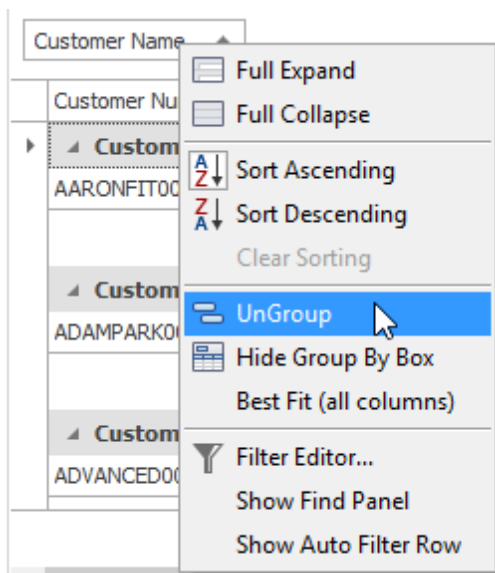 Customer Name
Customer Nu
Full Expand
Full Collapse
Custom
AARONFIT00
Sort Ascending
Sort Descending
Clear Sorting
Custom
ADAMPARK0
UnGroup
Hide Group By Box
Best Fit (all columns)
Custom
ADVANCED00
Filter Editor...
Show Find Panel
Show Auto Filter Row